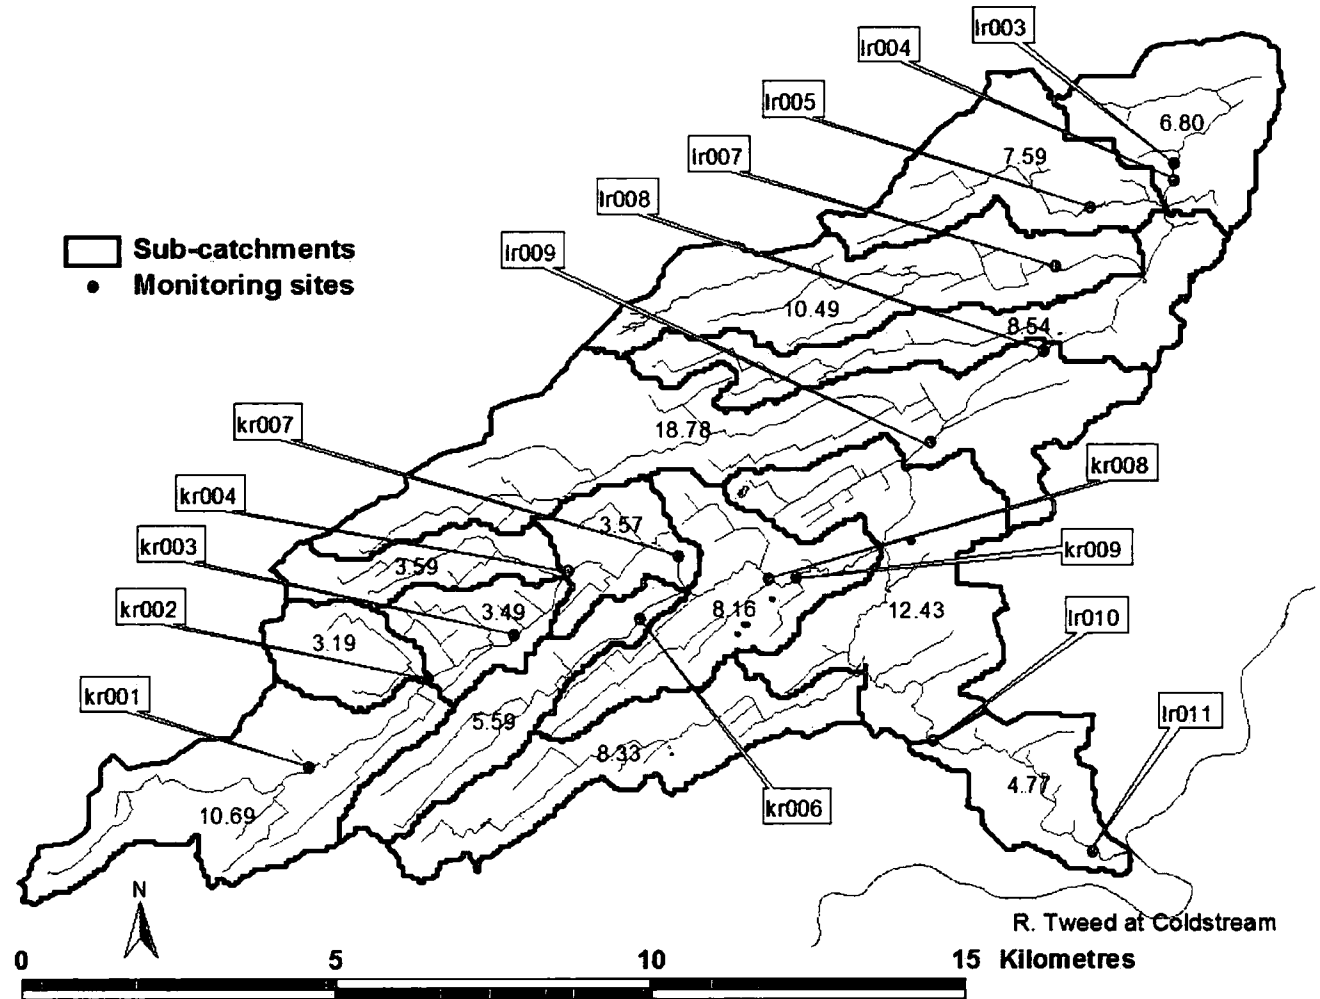 lr003
lr004
lr005
6.80
lr007
7.59
lr008
Sub-catchments
lr009
Monitoring sites
10.49
8.54
kr007
18.78
kr008
kr004
3.57
kr003
3.59
kr009
kr002
3.49
8.16
12.43
lr010
3.19
kr001
5.59
lr011
8.33
4.77
10.69
kr006
N
R. Tweed at Coldstream
0 5 10 15 Kilometres